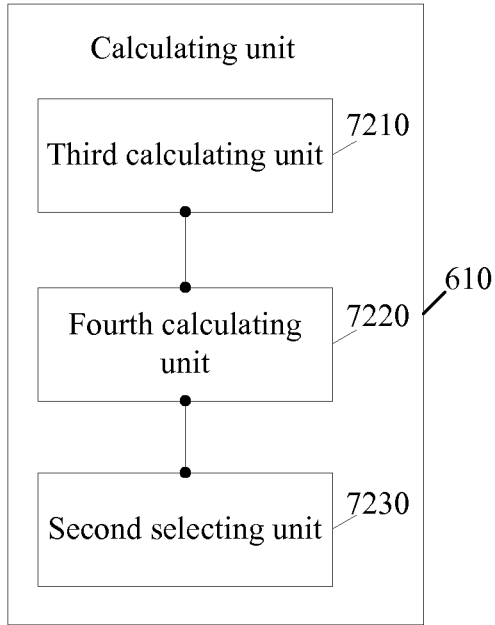 Calculating unit
7210
Third calculating unit
610
7220
Fourth calculating
unit
7230
Second selecting unit